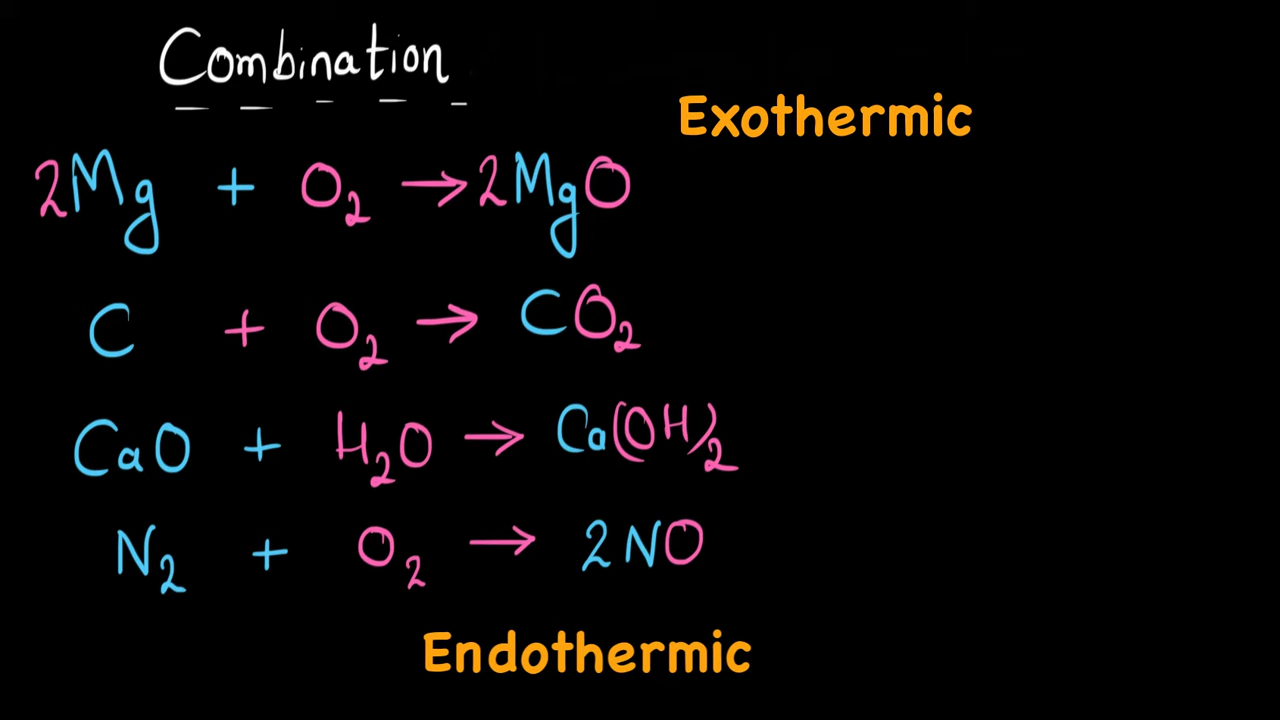 Combination
Exothermic
2Mg + O₂ → 2MgO
C + O₂ → CO₂
CaO + H₂O → Ca(OH)₂
N₂ + O₂ → 2NO
Endothermic